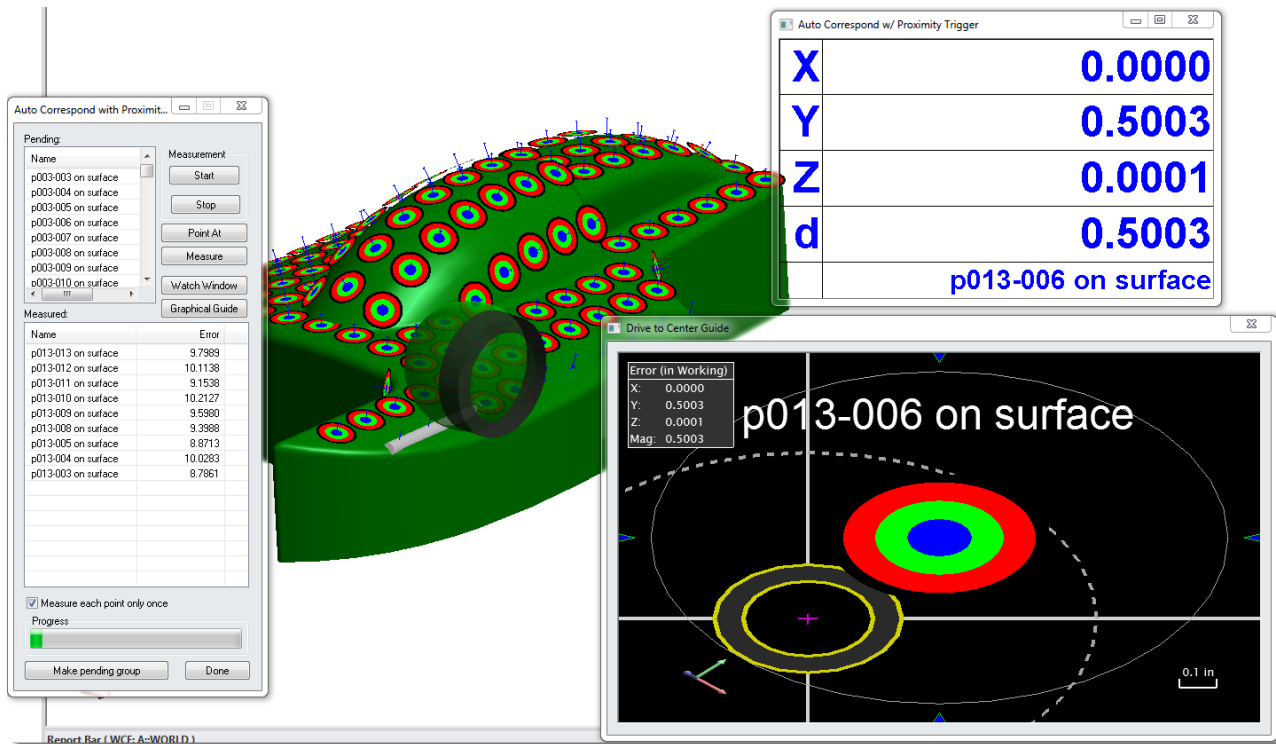 Auto Correspond with Proximit...
Pending:
Name
p003-003 on surface
p003-004 on surface
p003-005 on surface
p003-006 on surface
p003-007 on surface
p003-008 on surface
p003-009 on surface
p003-010 on surface
Measurement
Start
Stop
Point At
Measure
Watch Window
Graphical Guide
Measured:
Name Error
p013-013 on surface 9.7989
p013-012 on surface 10.1138
p013-011 on surface 9.1538
p013-010 on surface 10.2127
p013-009 on surface 9.5980
p013-008 on surface 9.3988
p013-005 on surface 8.8713
p013-004 on surface 10.0283
p013-003 on surface 8.7861
Measure each point only once
Progress
Make pending group Done
Auto Correspond w/ Proximity Trigger
X 0.0000
Y 0.5003
Z 0.0001
d 0.5003
p013-006 on surface
Drive to Center Guide
Error (in Working)
X: 0.0000
Y: 0.5003
Z: 0.0001
Mag: 0.5003
p013-006 on surface
0.1 in
Report Bar ( WCF: A::WORLD )